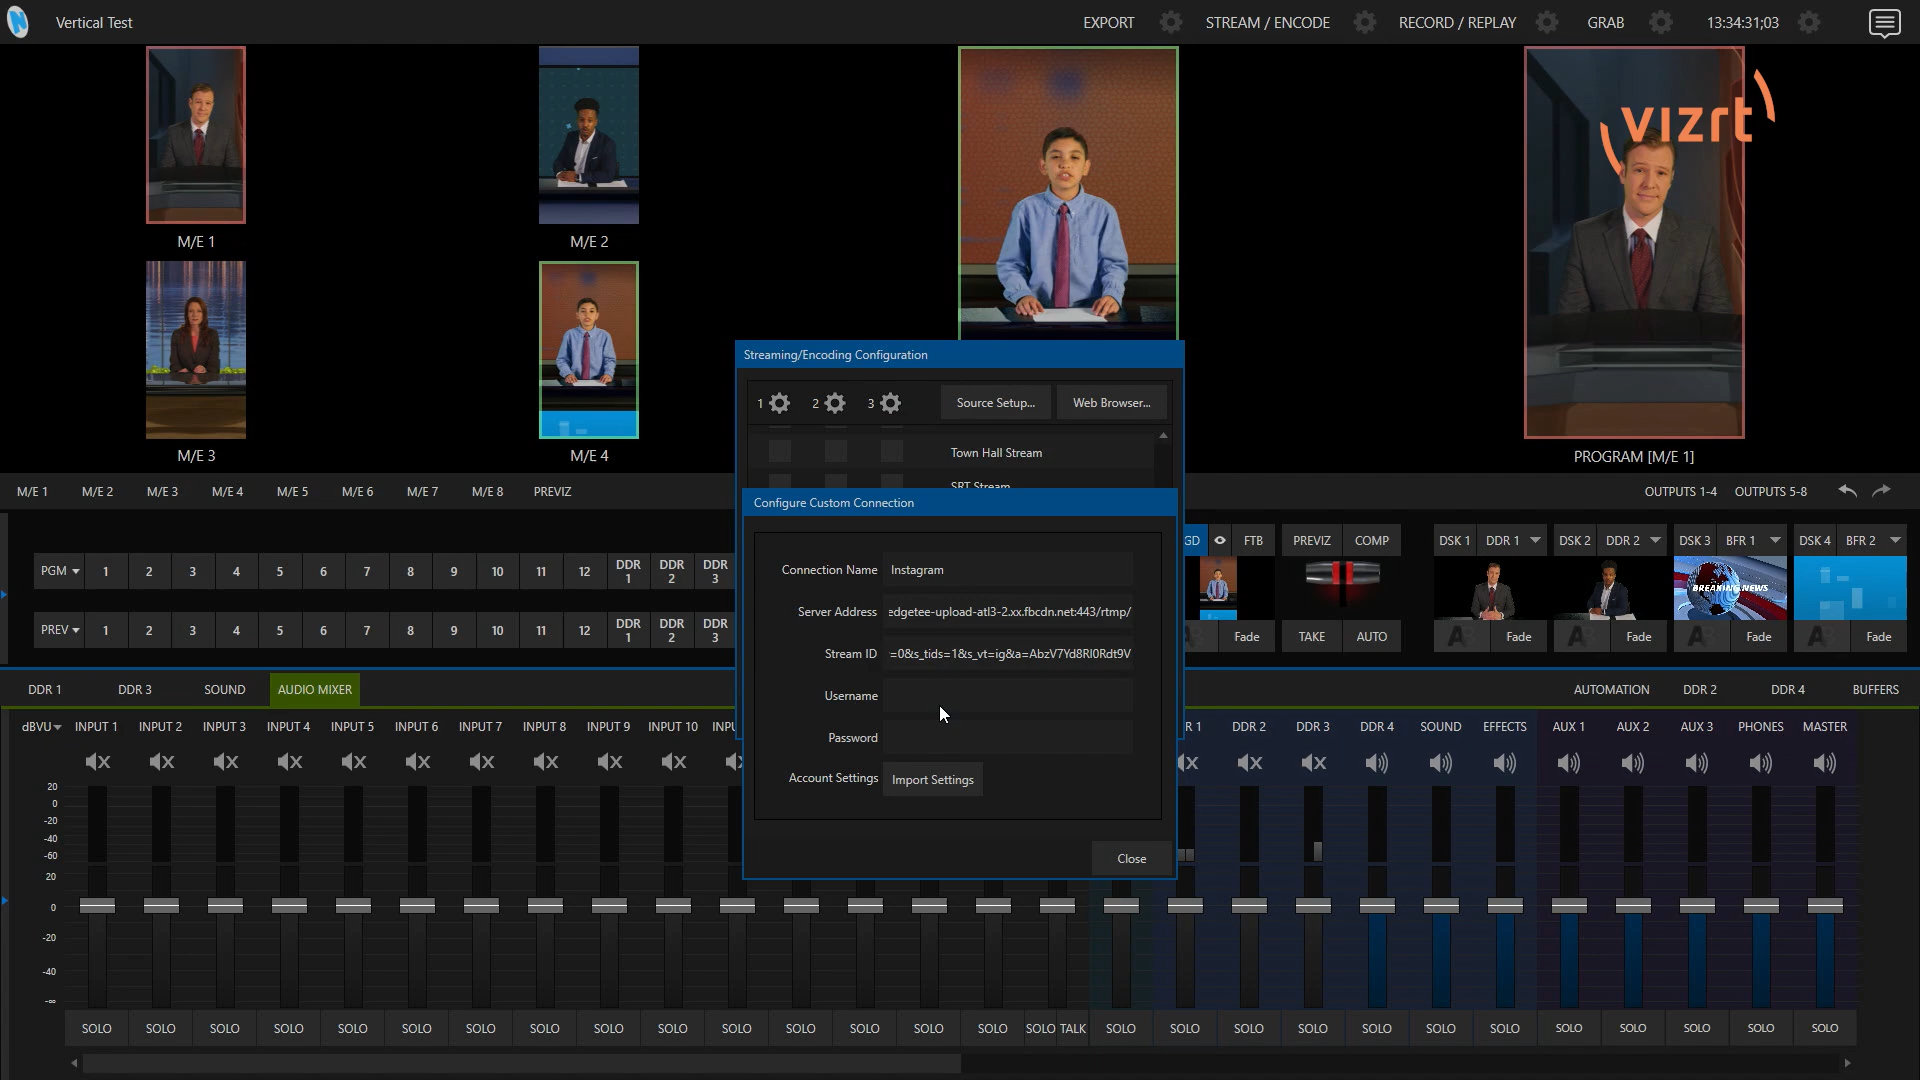 Vertical Test
EXPORT
STREAM / ENCODE
RECORD / REPLAY
GRAB
13:34:31;03
vizrt
M/E 1
M/E 2
M/E 3
M/E 4
PROGRAM [M/E 1]
M/E 1 M/E 2 M/E 3 M/E 4 M/E 5 M/E 6 M/E 7 M/E 8 PREVIZ
OUTPUTS 1-4 OUTPUTS 5-8
Streaming/Encoding Configuration
1 2 3 Source Setup... Web Browser...
Town Hall Stream
SRT Stream
Configure Custom Connection
Connection Name Instagram
Server Address edgetee-upload-atl3-2.xx.fbcdn.net:443/rtmp/
Stream ID =0&s_tids=1&s_vt=ig&a=AbzV7Yd8Rl0Rdt9V
Username
Password
Account Settings Import Settings
Close
PGM 1 2 3 4 5 6 7 8 9 10 11 12 DDR 1 DDR 2 DDR 3
PREV 1 2 3 4 5 6 7 8 9 10 11 12 DDR 1 DDR 2 DDR 3
GD FTB PREVIZ COMP
DSK 1 DDR 1 DSK 2 DDR 2 DSK 3 BFR 1 DSK 4 BFR 2
BREAKING NEWS
Fade TAKE AUTO Fade Fade Fade Fade
DDR 1 DDR 3 SOUND AUDIO MIXER
AUTOMATION DDR 2 DDR 4 BUFFERS
dBVU INPUT 1 INPUT 2 INPUT 3 INPUT 4 INPUT 5 INPUT 6 INPUT 7 INPUT 8 INPUT 9 INPUT 10 INPU
R 1 DDR 2 DDR 3 DDR 4 SOUND EFFECTS AUX 1 AUX 2 AUX 3 PHONES MASTER
20
0
-20
-40
-60
20
0
-20
-40
-∞
SOLO SOLO SOLO SOLO SOLO SOLO SOLO SOLO SOLO SOLO SOLO SOLO SOLO SOLO SOLO SOLO TALK SOLO SOLO SOLO SOLO SOLO SOLO SOLO SOLO SOLO SOLO SOLO SOLO